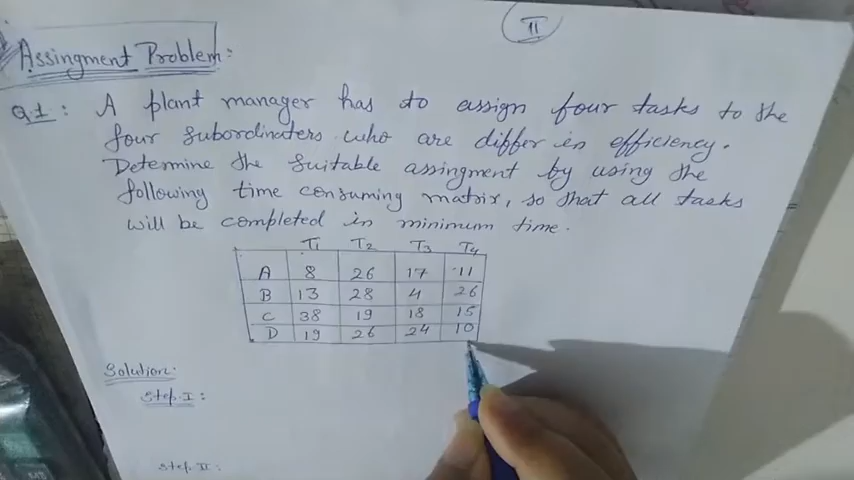 II
Assingment Problem:
Q.1: A plant manager has to assign four tasks to the
four subordinaters who are differ in efficiency.
Determine the suitable assingment by using the
following time consuming matrix, so that all tasks
will be completed in minimum time.
T1 T2 T3 T4
A 8 26 17 11
B 13 28 4 26
C 38 19 18 15
D 19 26 24 10
Solution:
Step-I:
Step-II: